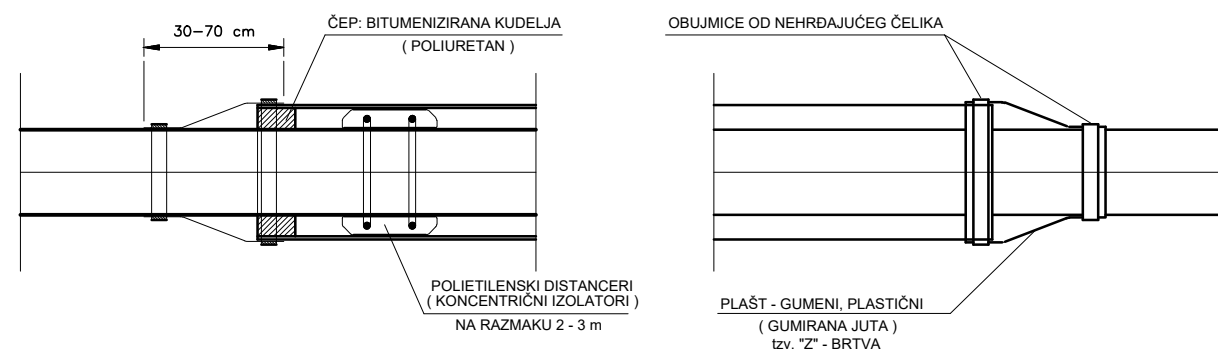 30-70 cm
ČEP: BITUMENIZIRANA KUDELJA
( POLIURETAN )
OBUJMICE OD NEHRĐAJUĆEG ČELIKA
POLIETILENSKI DISTANCERI
( KONCENTRIČNI IZOLATORI )
NA RAZMAKU 2 - 3 m
PLAŠT - GUMENI, PLASTIČNI
( GUMIRANA JUTA )
tzv. "Z" - BRTVA